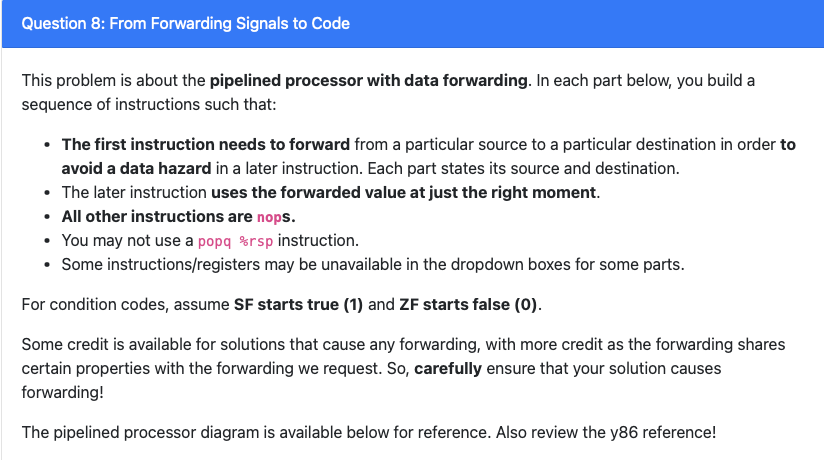 Question 8: From Forwarding Signals to Code
This problem is about the pipelined processor with data forwarding. In each part below, you build a
sequence of instructions such that:
• The first instruction needs to forward from a particular source to a particular destination in order to
avoid a data hazard in a later instruction. Each part states its source and destination.
• The later instruction uses the forwarded value at just the right moment.
• All other instructions are nops.
• You may not use a popq %rsp instruction.
• Some instructions/registers may be unavailable in the dropdown boxes for some parts.
For condition codes, assume SF starts true (1) and ZF starts false (0).
Some credit is available for solutions that cause any forwarding, with more credit as the forwarding shares
certain properties with the forwarding we request. So, carefully ensure that your solution causes
forwarding!
The pipelined processor diagram is available below for reference. Also review the y86 reference!